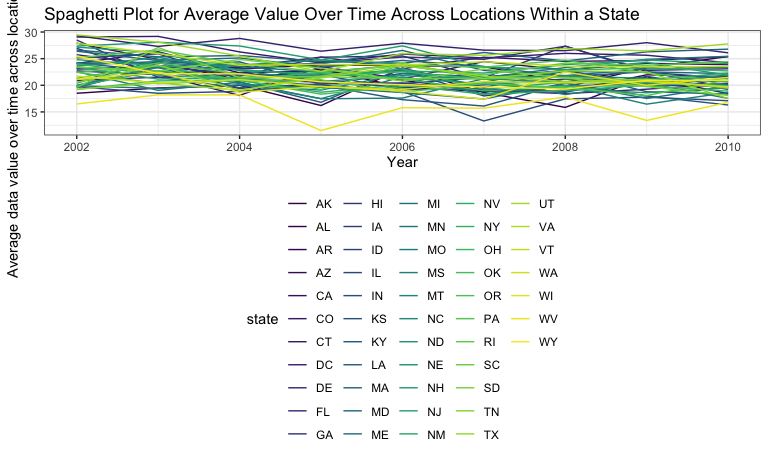 Spaghetti Plot for Average Value Over Time Across Locations Within a State
Average data value over time across locati
30
25
20
15
2002 2004 2006 2008 2010
Year
state
AK HI MI NV UT
AL IA MN NY VA
AR ID MO OH VT
AZ IL MS OK WA
CA IN MT OR WI
CO KS NC PA WV
CT KY ND RI WY
DC LA NE SC
DE MA NH SD
FL MD NJ TN
GA ME NM TX